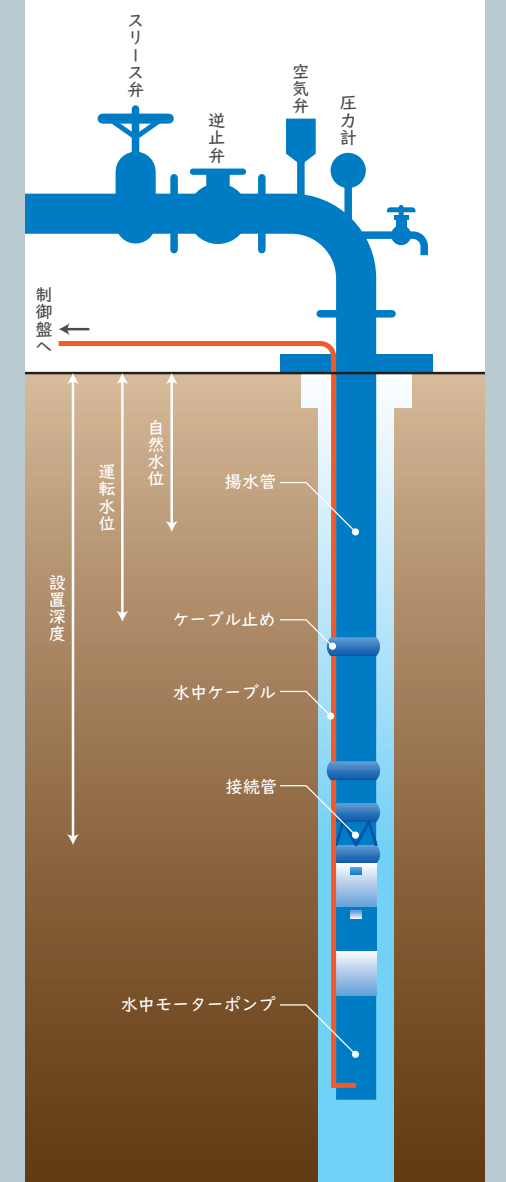 スリース弁
逆止弁
空気弁
圧力計
制御盤へ
自然水位
運転水位
設置深度
揚水管
ケーブル止め
水中ケーブル
接続管
水中モーターポンプ